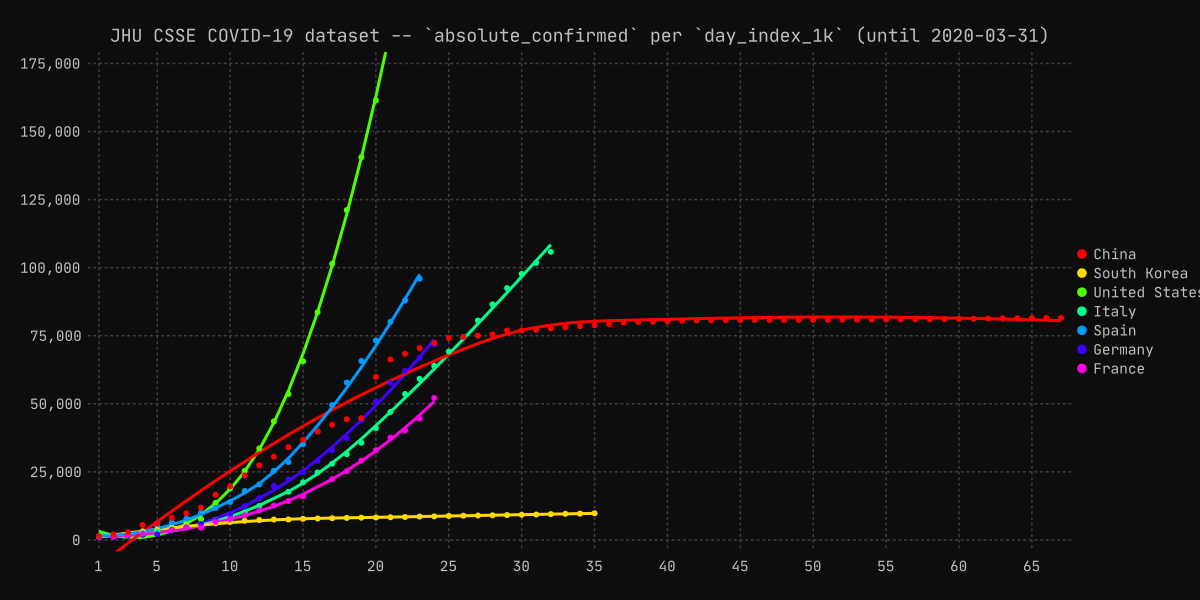 JHU CSSE COVID-19 dataset -- `absolute_confirmed` per `day_index_1k` (until 2020-03-31)
175,000
150,000
125,000
100,000
75,000
50,000
25,000
0
1 5 10 15 20 25 30 35 40 45 50 55 60 65
China
South Korea
United States
Italy
Spain
Germany
France